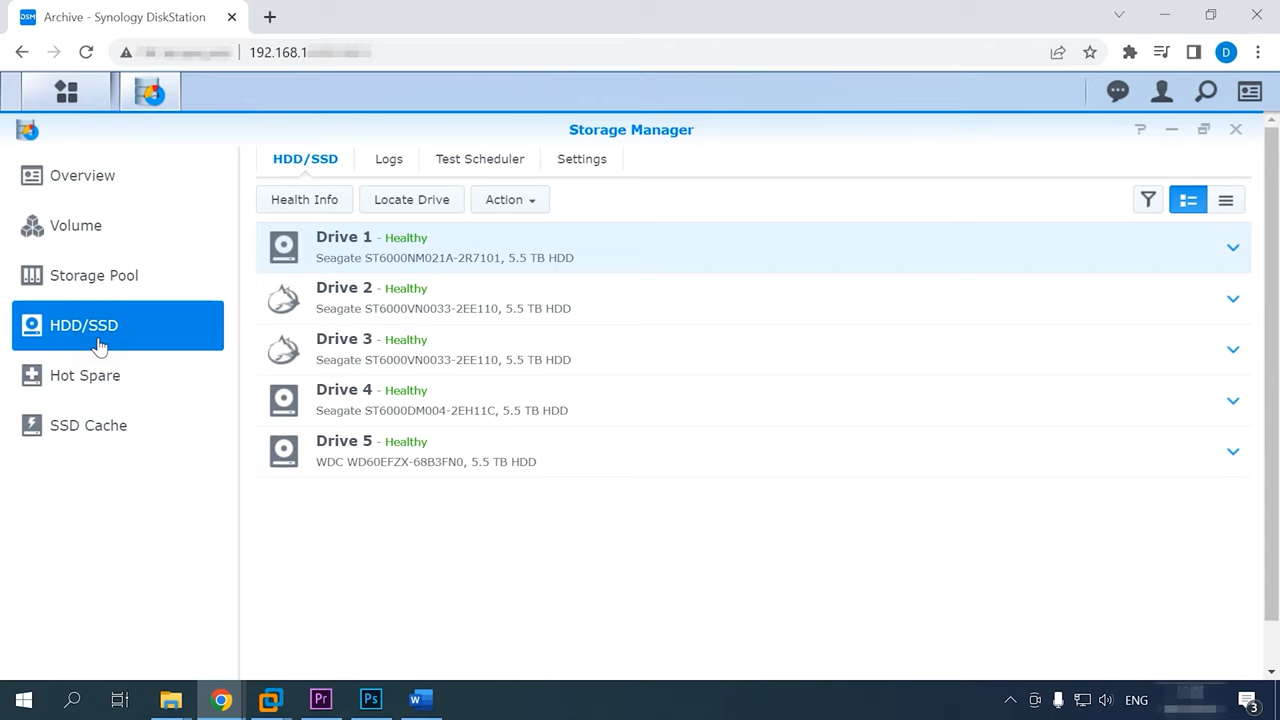 DSM
Archive - Synology DiskStation
192.168.1
D
Storage Manager
Overview
Volume
Storage Pool
HDD/SSD
Hot Spare
SSD Cache
HDD/SSD
Logs
Test Scheduler
Settings
Health Info
Locate Drive
Action
Drive 1 - Healthy
Seagate ST6000NM021A-2R7101, 5.5 TB HDD
Drive 2 - Healthy
Seagate ST6000VN0033-2EE110, 5.5 TB HDD
Drive 3 - Healthy
Seagate ST6000VN0033-2EE110, 5.5 TB HDD
Drive 4 - Healthy
Seagate ST6000DM004-2EH11C, 5.5 TB HDD
Drive 5 - Healthy
WDC WD60EFZX-68B3FN0, 5.5 TB HDD
Pr
Ps
W
ENG
3